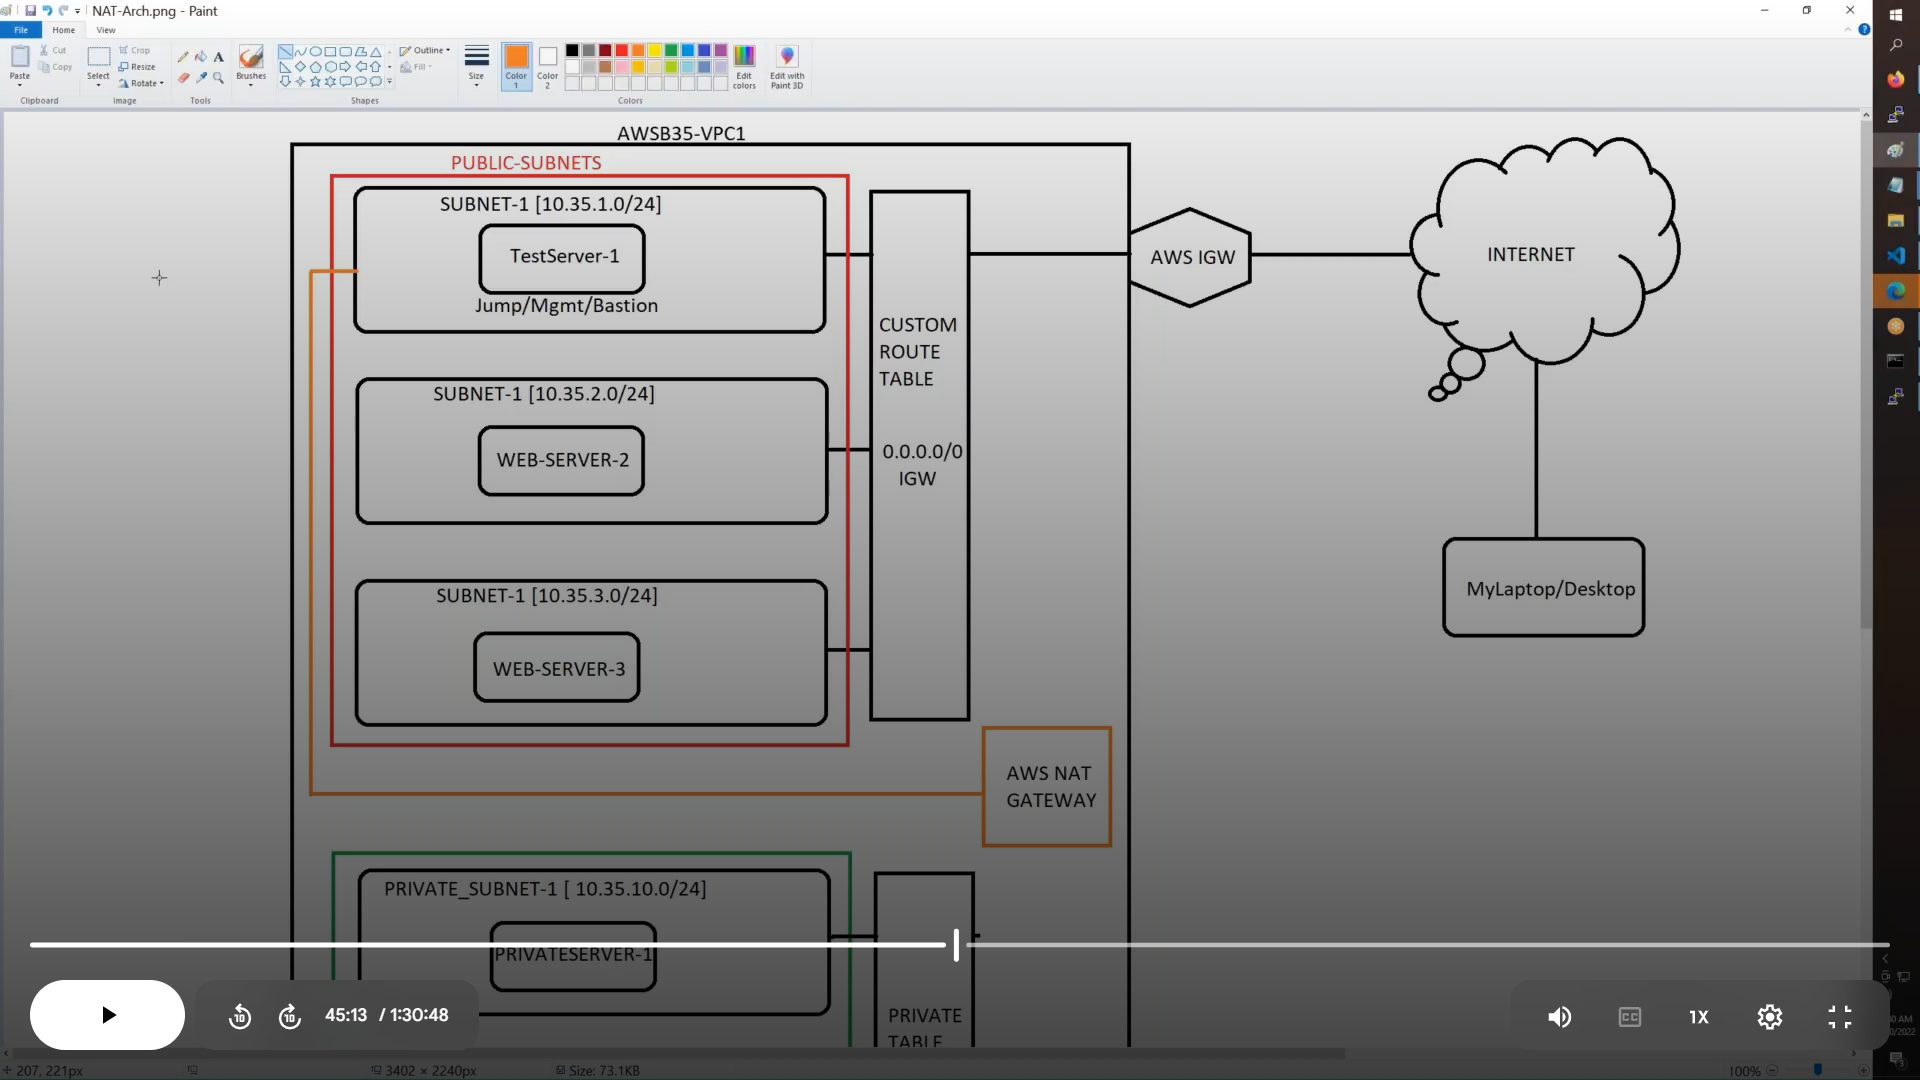 NAT-Arch.png - Paint
File
Home
View
Paste
Cut
Copy
Clipboard
Select
Crop
Resize
Rotate
Image
Tools
Brushes
Outline
Fill
Shapes
Size
Color
1
Color
2
Edit
colors
Edit with
Paint 3D
Colors
AWSB35-VPC1
PUBLIC-SUBNETS
SUBNET-1 [10.35.1.0/24]
TestServer-1
Jump/Mgmt/Bastion
SUBNET-1 [10.35.2.0/24]
WEB-SERVER-2
SUBNET-1 [10.35.3.0/24]
WEB-SERVER-3
CUSTOM
ROUTE
TABLE
0.0.0.0/0
IGW
AWS IGW
INTERNET
MyLaptop/Desktop
AWS NAT
GATEWAY
PRIVATE_SUBNET-1 [ 10.35.10.0/24]
PRIVATESERVER-1
PRIVATE
TABLE
10
10
45:13 / 1:30:48
CC
1X
207, 221px
3402 × 2240px
Size: 73.1KB
100%